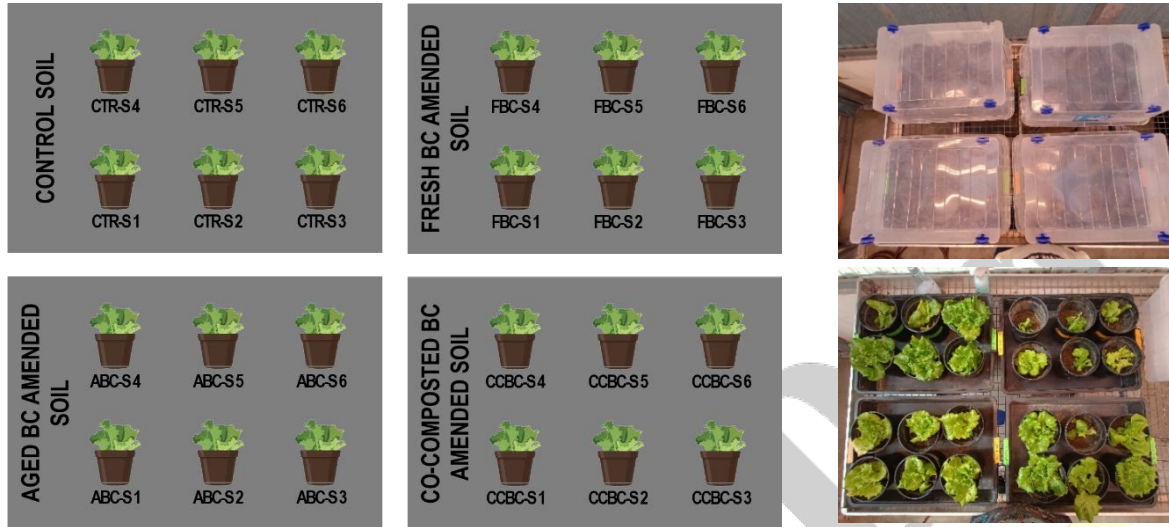 CONTROL SOIL
CTR-S4 CTR-S5 CTR-S6
CTR-S1 CTR-S2 CTR-S3
FRESH BC AMENDED
SOIL
FBC-S4 FBC-S5 FBC-S6
FBC-S1 FBC-S2 FBC-S3
AGED BC AMENDED
SOIL
ABC-S4 ABC-S5 ABC-S6
ABC-S1 ABC-S2 ABC-S3
CO-COMPOSTED BC
AMENDED SOIL
CCBC-S4 CCBC-S5 CCBC-S6
CCBC-S1 CCBC-S2 CCBC-S3